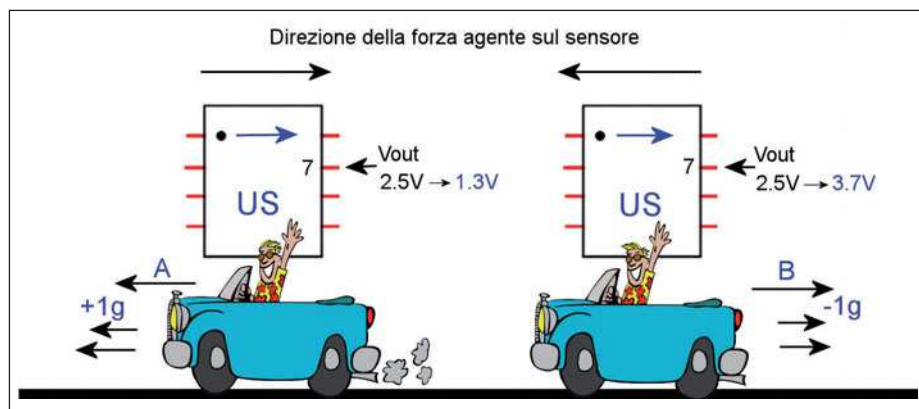 Direzione della forza agente sul sensore
7
Vout
2.5V → 1.3V
US
A
+1g
7
Vout
2.5V → 3.7V
US
B
-1g